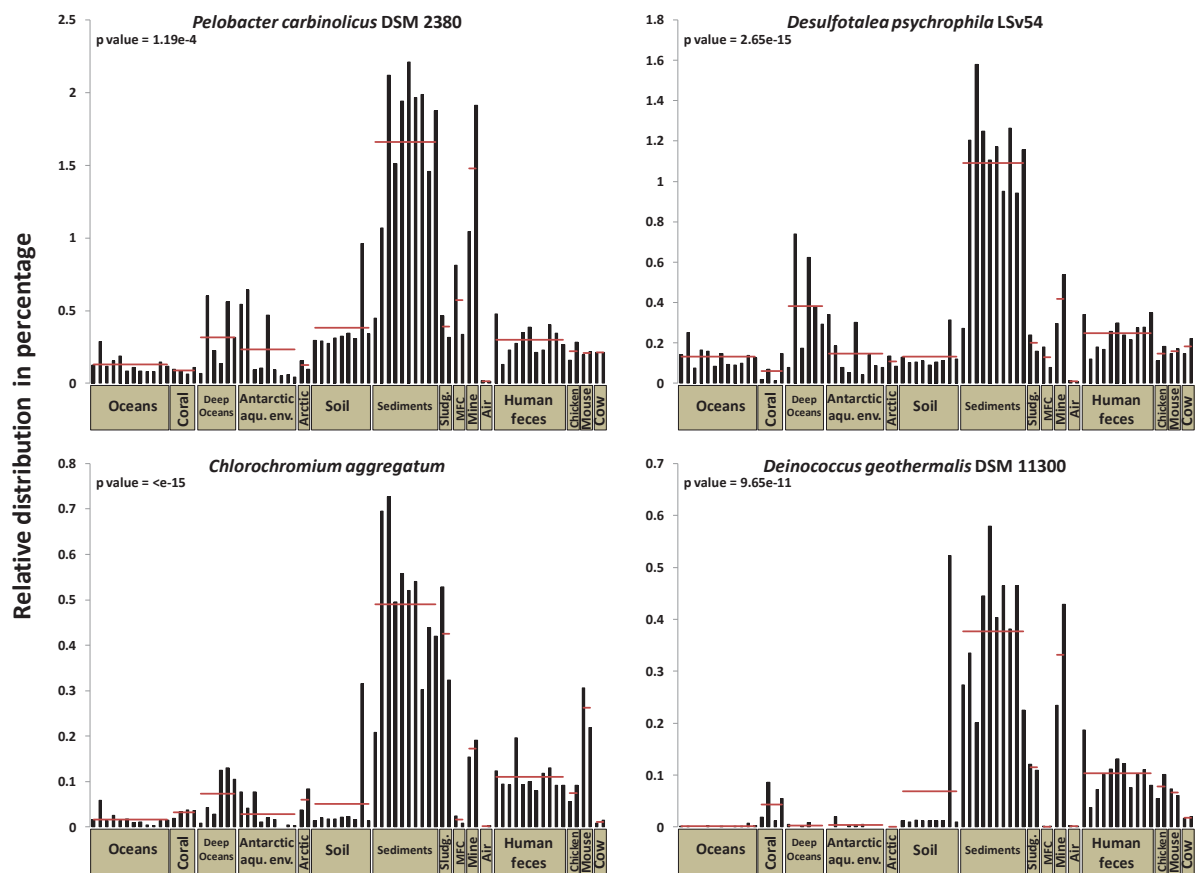 Relative distribution in percentage
Pelobacter carbinolicus DSM 2380
p value = 1.19e-4
2.5
2
1.5
1
0.5
0
Oceans
Coral
Deep
Oceans
Antarctic
aqu. env.
Arctic
Soil
Sediments
Sludg.
MFC
Mine
Air
Human
feces
Chicken
Mouse
Cow
Desulfotalea psychrophila LSv54
p value = 2.65e-15
1.8
1.6
1.4
1.2
1.0
0.8
0.6
0.4
0.2
0
Oceans
Coral
Deep
Oceans
Antarctic
aqu. env.
Arctic
Soil
Sediments
Sludg.
MFC
Mine
Air
Human
feces
Chicken
Mouse
Cow
Chlorochromium aggregatum
p value = <e-15
0.8
0.7
0.6
0.5
0.4
0.3
0.2
0.1
0
Oceans
Coral
Deep
Oceans
Antarctic
aqu. env.
Arctic
Soil
Sediments
Sludg.
MFC
Mine
Air
Human
feces
Chicken
Mouse
Cow
Deinococcus geothermalis DSM 11300
p value = 9.65e-11
0.7
0.6
0.5
0.4
0.3
0.2
0.1
0
Oceans
Coral
Deep
Oceans
Antarctic
aqu. env.
Arctic
Soil
Sediments
Sludg.
MFC
Mine
Air
Human
feces
Chicken
Mouse
Cow